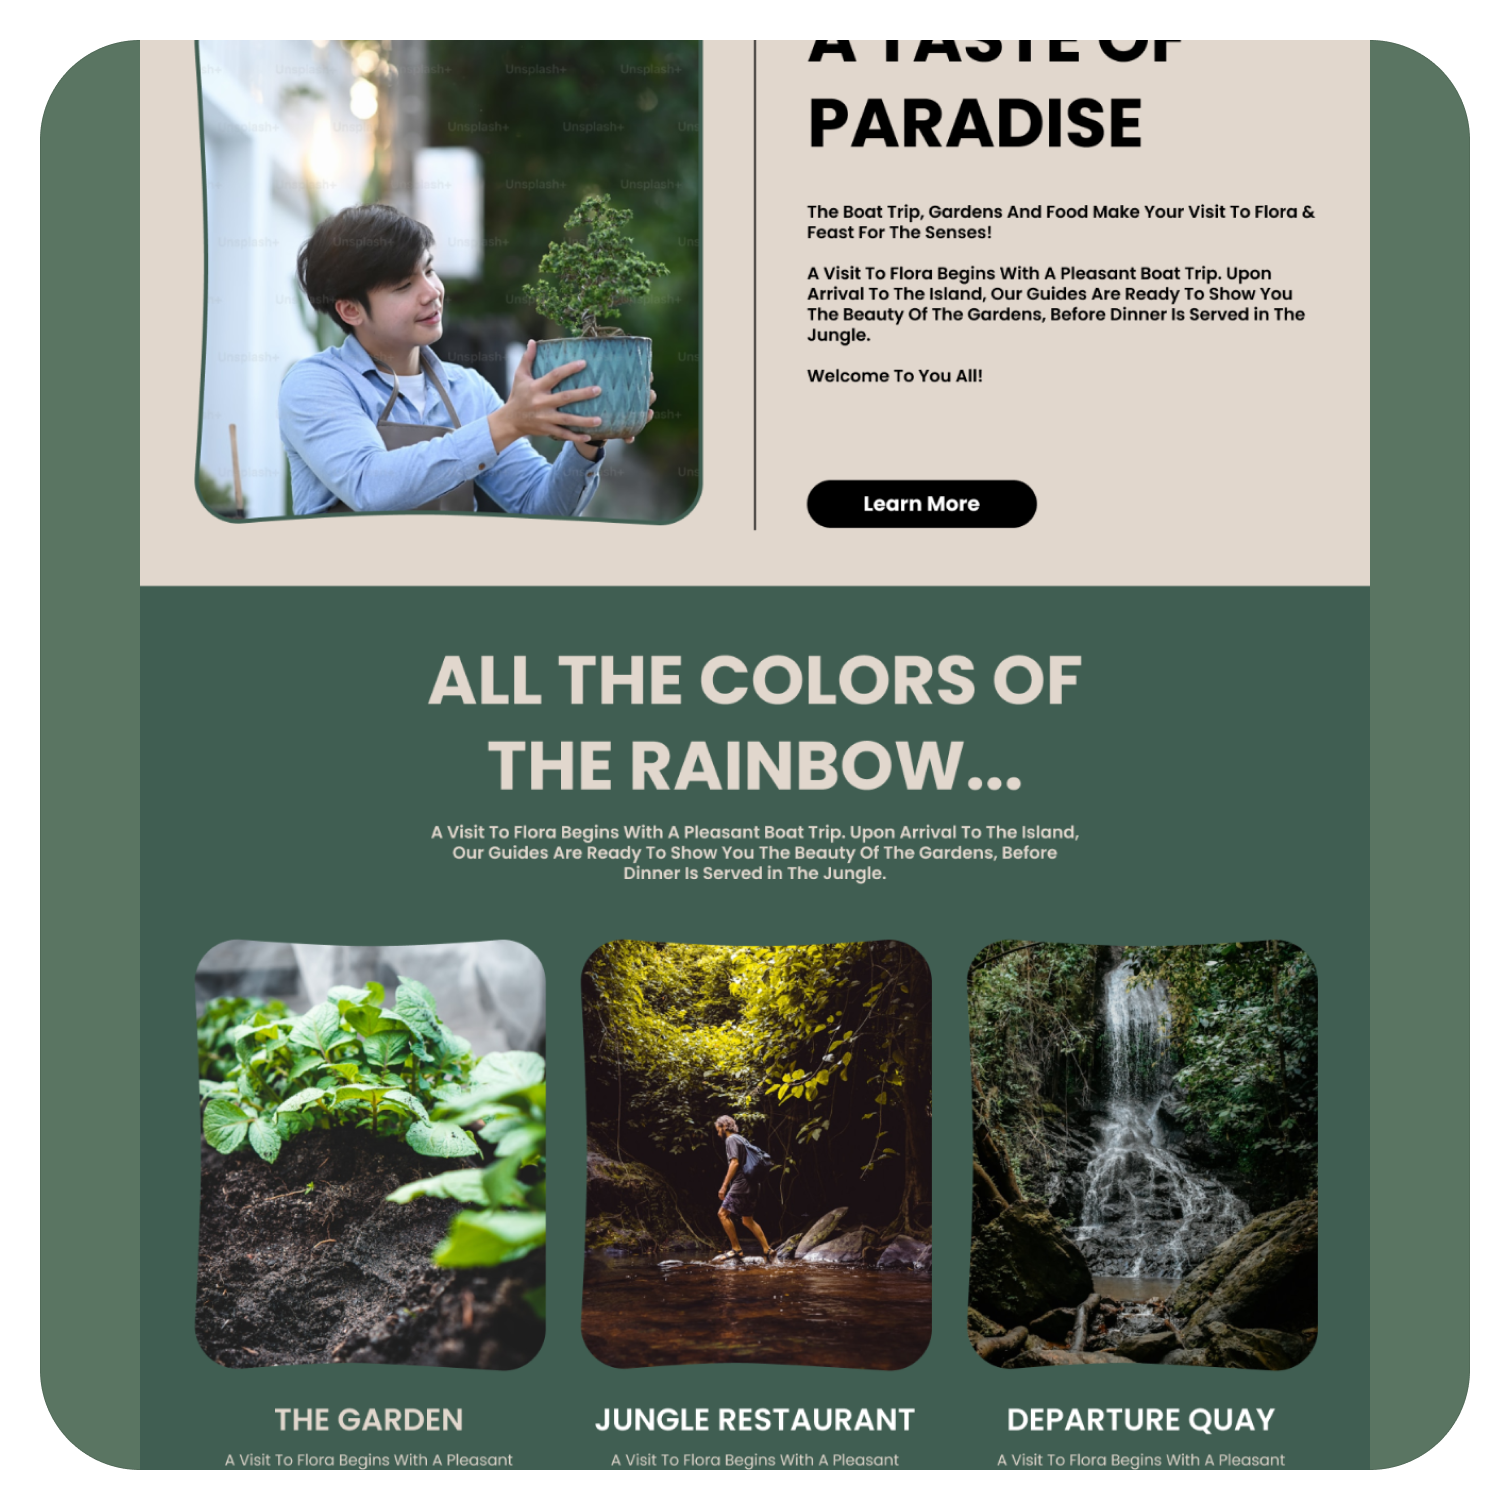 A TASTE OF
PARADISE
The Boat Trip, Gardens And Food Make Your Visit To Flora &
Feast For The Senses!
A Visit To Flora Begins With A Pleasant Boat Trip. Upon
Arrival To The Island, Our Guides Are Ready To Show You
The Beauty Of The Gardens, Before Dinner Is Served in The
Jungle.
Welcome To You All!
Learn More
ALL THE COLORS OF
THE RAINBOW...
A Visit To Flora Begins With A Pleasant Boat Trip. Upon Arrival To The Island,
Our Guides Are Ready To Show You The Beauty Of The Gardens, Before
Dinner Is Served in The Jungle.
THE GARDEN
A Visit To Flora Begins With A Pleasant
JUNGLE RESTAURANT
A Visit To Flora Begins With A Pleasant
DEPARTURE QUAY
A Visit To Flora Begins With A Pleasant